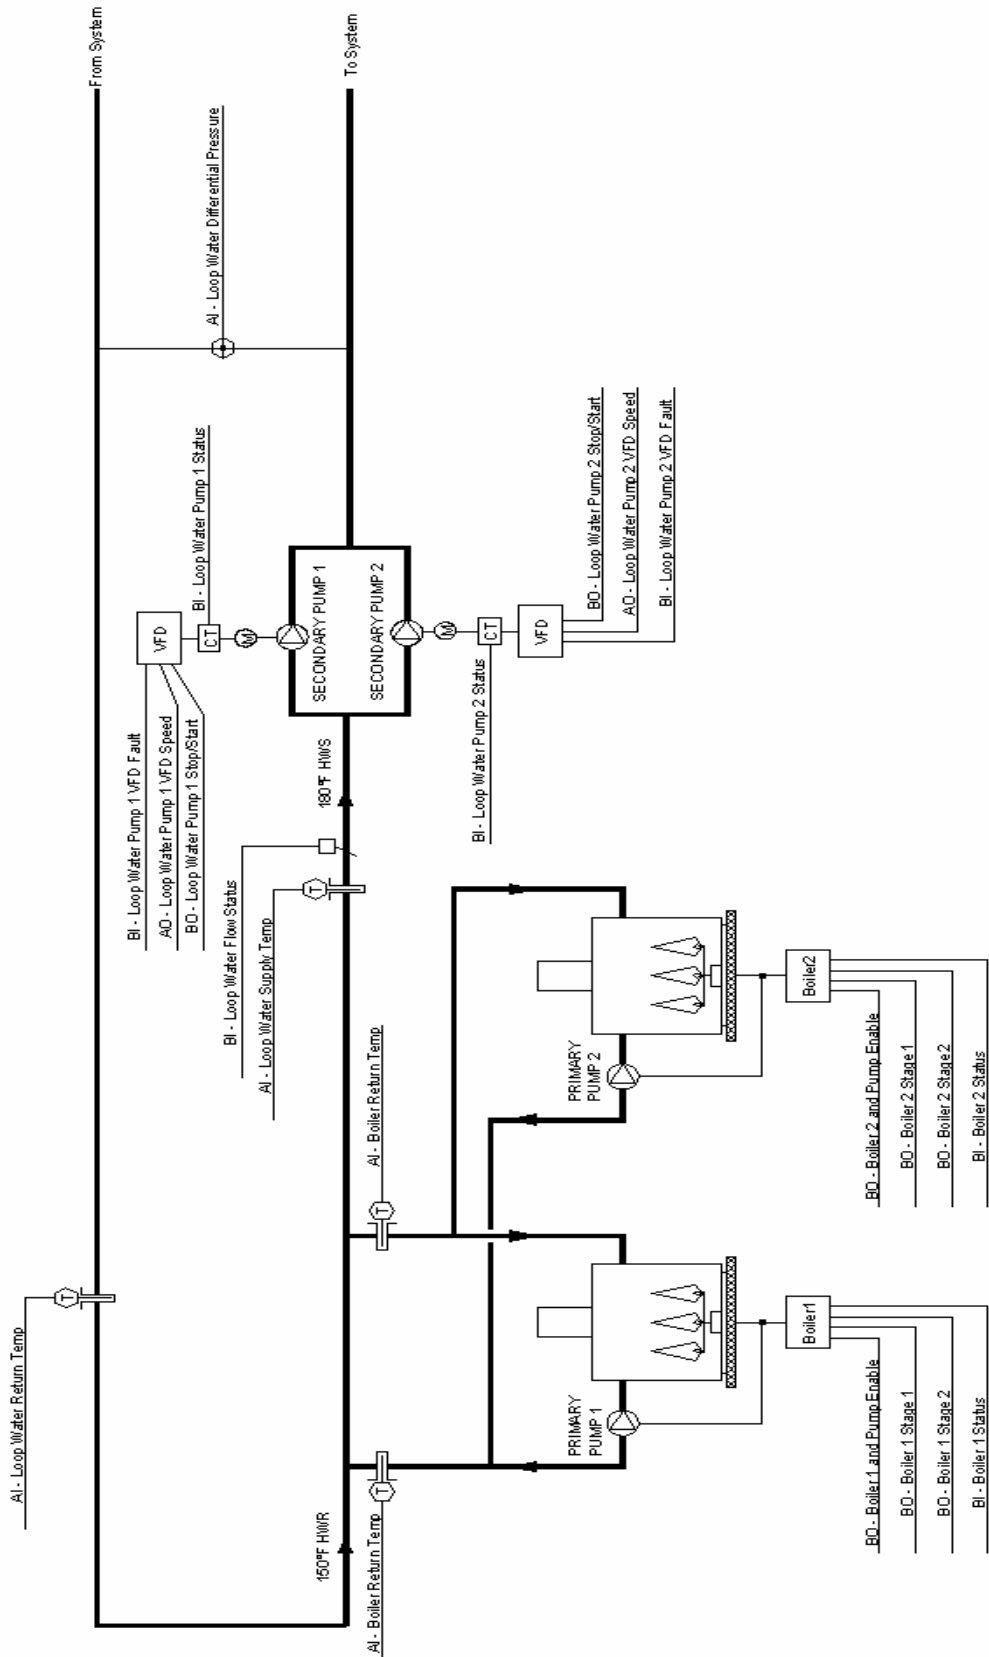 From System
To System
AI - Loop Water Differential Pressure
BI - Loop Water Pump 1 Status
VFD
CT
M
SECONDARY PUMP 1
SECONDARY PUMP 2
M
CT
VFD
BO - Loop Water Pump 2 Stop/Start
AO - Loop Water Pump 2 VFD Speed
BI - Loop Water Pump 2 VFD Fault
BI - Loop Water Pump 2 Status
BI - Loop Water Pump 1 VFD Fault
AO - Loop Water Pump 1 VFD Speed
BO - Loop Water Pump 1 Stop/Start
180°F HWS
BI - Loop Water Flow Status
AI - Loop Water Supply Temp
T
AI - Boiler Return Temp
T
PRIMARY
PUMP 2
Boiler2
BO - Boiler 2 and Pump Enable
BO - Boiler 2 Stage 1
BO - Boiler 2 Stage 2
BI - Boiler 2 Status
AI - Loop Water Return Temp
T
150°F HWR
AI - Boiler Return Temp
T
PRIMARY
PUMP 1
Boiler1
BO - Boiler 1 and Pump Enable
BO - Boiler 1 Stage 1
BO - Boiler 1 Stage 2
BI - Boiler 1 Status